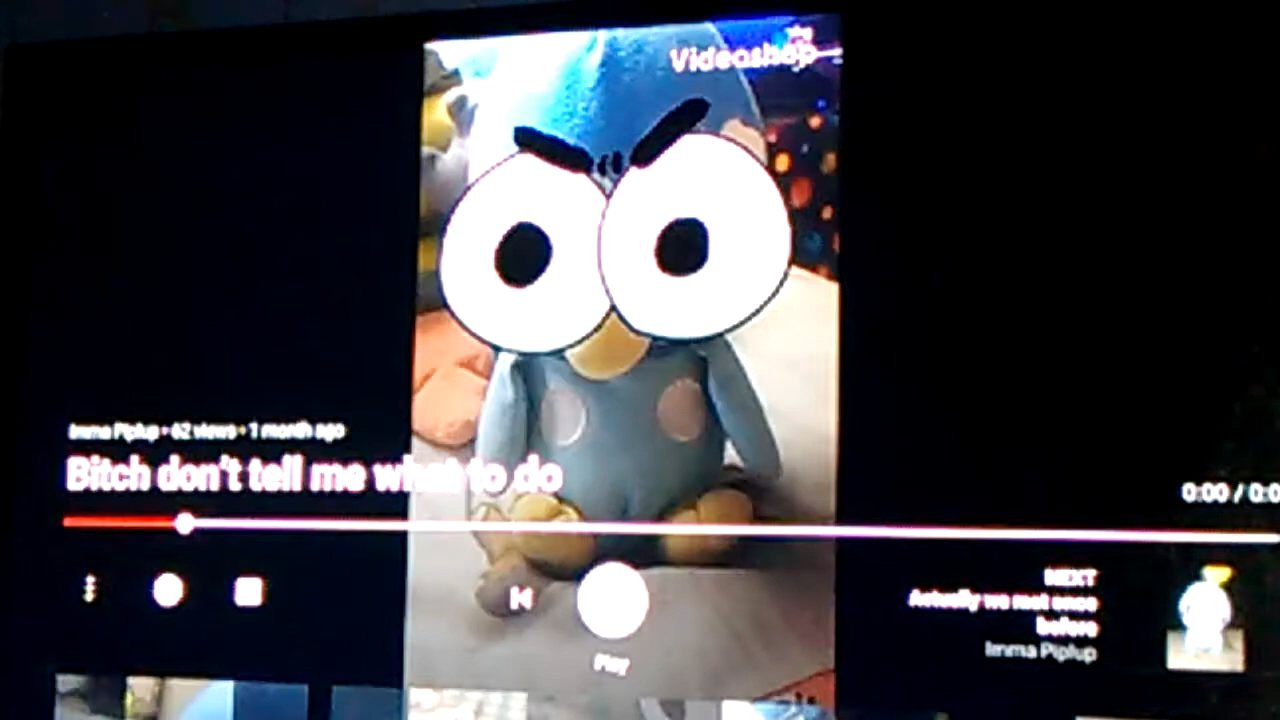 Videoshop
Imma Piplup • 62 views • 1 month ago
Bitch don't tell me what to do
0:00 / 0:0
NEXT
Actually we met once
before
Imma Piplup
Play